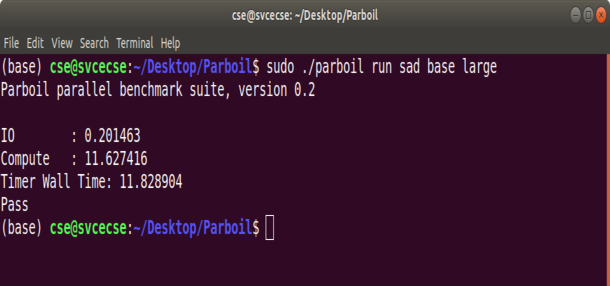 cse@svcecse: ~/Desktop/Parboil
File Edit View Search Terminal Help
(base) cse@svcecse:~/Desktop/Parboil$ sudo ./parboil run sad base large
Parboil parallel benchmark suite, version 0.2
IO : 0.201463
Compute : 11.627416
Timer Wall Time: 11.828904
Pass
(base) cse@svcecse:~/Desktop/Parboil$